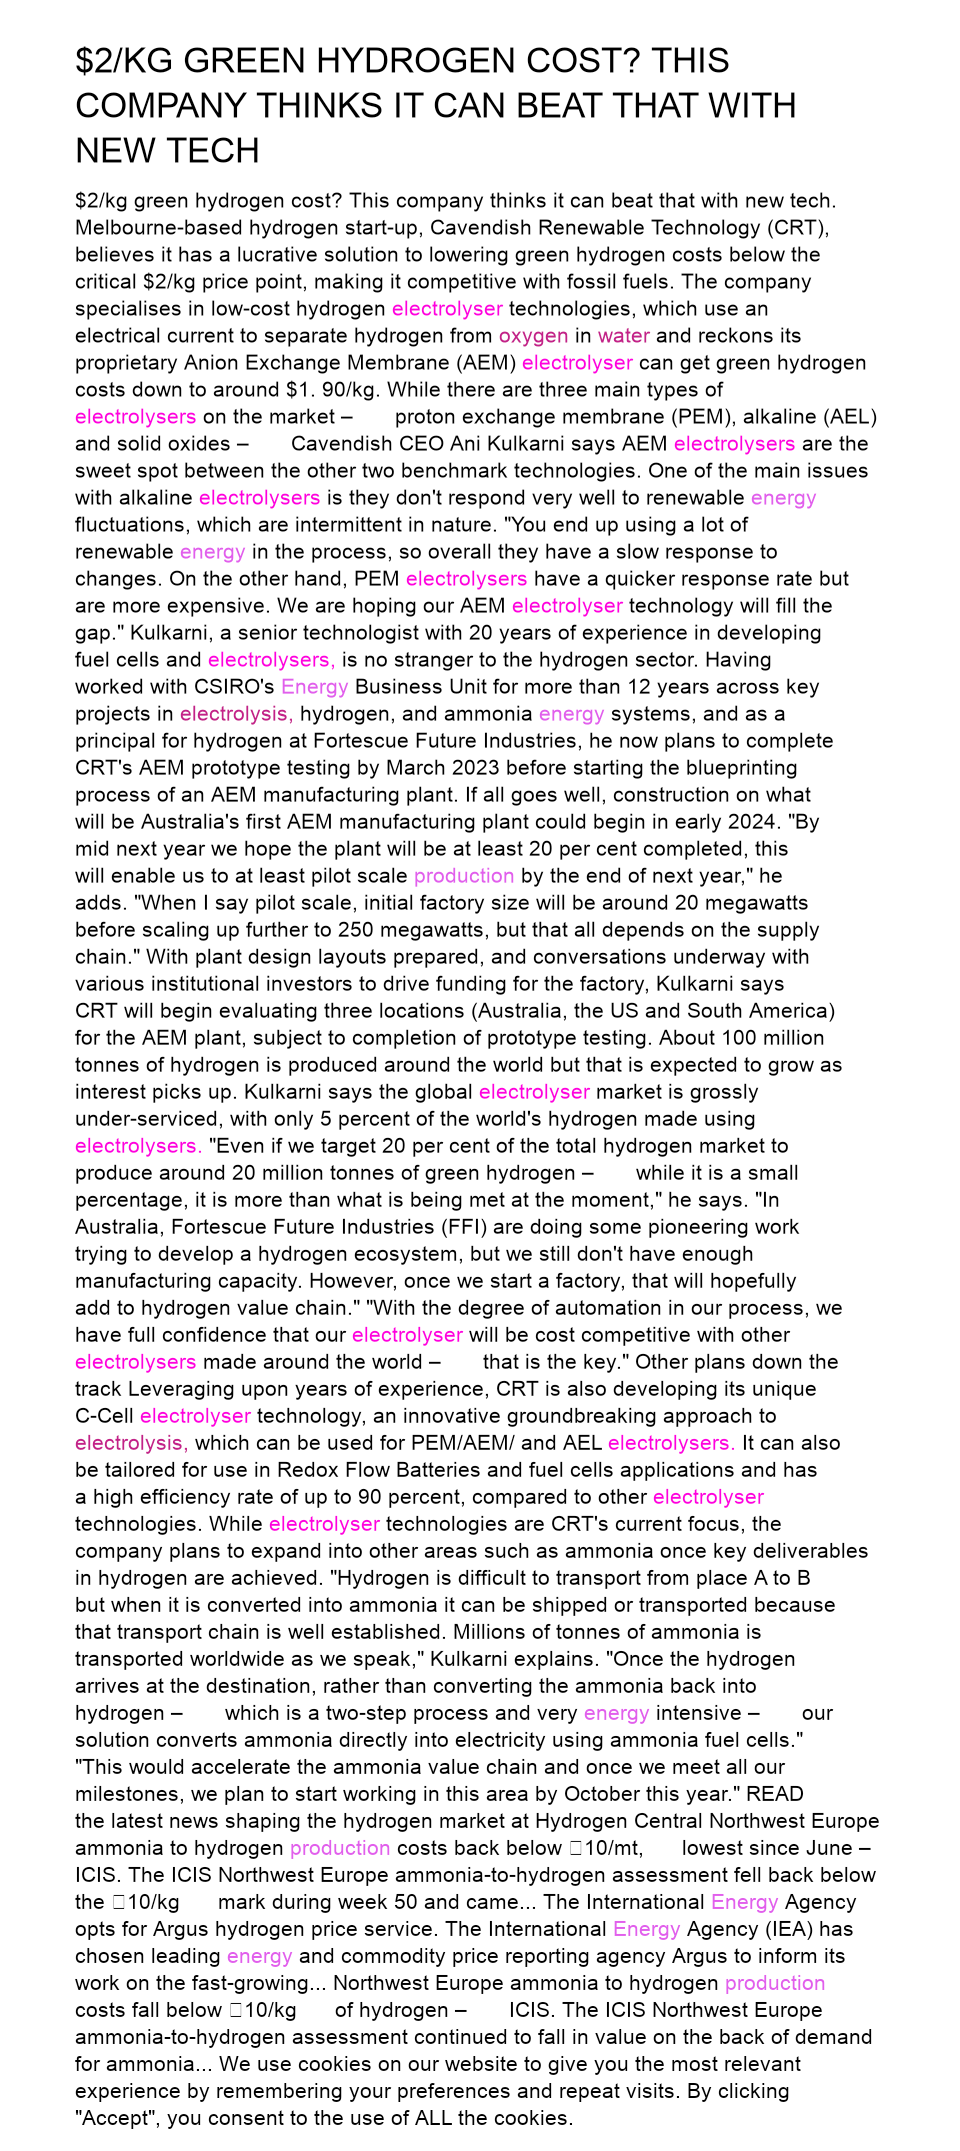 $2/KG GREEN HYDROGEN COST? THIS
COMPANY THINKS IT CAN BEAT THAT WITH
NEW TECH
$2/kg green hydrogen cost? This company thinks it can beat that with new tech.
Melbourne-based hydrogen start-up, Cavendish Renewable Technology (CRT),
believes it has a lucrative solution to lowering green hydrogen costs below the
critical $2/kg price point, making it competitive with fossil fuels. The company
specialises in low-cost hydrogen electrolyser technologies, which use an
electrical current to separate hydrogen from oxygen in water and reckons its
proprietary Anion Exchange Membrane (AEM) electrolyser can get green hydrogen
costs down to around $1. 90/kg. While there are three main types of
electrolysers on the market – proton exchange membrane (PEM), alkaline (AEL)
and solid oxides – Cavendish CEO Ani Kulkarni says AEM electrolysers are the
sweet spot between the other two benchmark technologies. One of the main issues
with alkaline electrolysers is they don't respond very well to renewable energy
fluctuations, which are intermittent in nature. "You end up using a lot of
renewable energy in the process, so overall they have a slow response to
changes. On the other hand, PEM electrolysers have a quicker response rate but
are more expensive. We are hoping our AEM electrolyser technology will fill the
gap." Kulkarni, a senior technologist with 20 years of experience in developing
fuel cells and electrolysers, is no stranger to the hydrogen sector. Having
worked with CSIRO's Energy Business Unit for more than 12 years across key
projects in electrolysis, hydrogen, and ammonia energy systems, and as a
principal for hydrogen at Fortescue Future Industries, he now plans to complete
CRT's AEM prototype testing by March 2023 before starting the blueprinting
process of an AEM manufacturing plant. If all goes well, construction on what
will be Australia's first AEM manufacturing plant could begin in early 2024. "By
mid next year we hope the plant will be at least 20 per cent completed, this
will enable us to at least pilot scale production by the end of next year," he
adds. "When I say pilot scale, initial factory size will be around 20 megawatts
before scaling up further to 250 megawatts, but that all depends on the supply
chain." With plant design layouts prepared, and conversations underway with
various institutional investors to drive funding for the factory, Kulkarni says
CRT will begin evaluating three locations (Australia, the US and South America)
for the AEM plant, subject to completion of prototype testing. About 100 million
tonnes of hydrogen is produced around the world but that is expected to grow as
interest picks up. Kulkarni says the global electrolyser market is grossly
under-serviced, with only 5 percent of the world's hydrogen made using
electrolysers. "Even if we target 20 per cent of the total hydrogen market to
produce around 20 million tonnes of green hydrogen – while it is a small
percentage, it is more than what is being met at the moment," he says. "In
Australia, Fortescue Future Industries (FFI) are doing some pioneering work
trying to develop a hydrogen ecosystem, but we still don't have enough
manufacturing capacity. However, once we start a factory, that will hopefully
add to hydrogen value chain." "With the degree of automation in our process, we
have full confidence that our electrolyser will be cost competitive with other
electrolysers made around the world – that is the key." Other plans down the
track Leveraging upon years of experience, CRT is also developing its unique
C-Cell electrolyser technology, an innovative groundbreaking approach to
electrolysis, which can be used for PEM/AEM/ and AEL electrolysers. It can also
be tailored for use in Redox Flow Batteries and fuel cells applications and has
a high efficiency rate of up to 90 percent, compared to other electrolyser
technologies. While electrolyser technologies are CRT's current focus, the
company plans to expand into other areas such as ammonia once key deliverables
in hydrogen are achieved. "Hydrogen is difficult to transport from place A to B
but when it is converted into ammonia it can be shipped or transported because
that transport chain is well established. Millions of tonnes of ammonia is
transported worldwide as we speak," Kulkarni explains. "Once the hydrogen
arrives at the destination, rather than converting the ammonia back into
hydrogen – which is a two-step process and very energy intensive – our
solution converts ammonia directly into electricity using ammonia fuel cells."
"This would accelerate the ammonia value chain and once we meet all our
milestones, we plan to start working in this area by October this year." READ
the latest news shaping the hydrogen market at Hydrogen Central Northwest Europe
ammonia to hydrogen production costs back below □10/mt, lowest since June –
ICIS. The ICIS Northwest Europe ammonia-to-hydrogen assessment fell back below
the □10/kg mark during week 50 and came... The International Energy Agency
opts for Argus hydrogen price service. The International Energy Agency (IEA) has
chosen leading energy and commodity price reporting agency Argus to inform its
work on the fast-growing... Northwest Europe ammonia to hydrogen production
costs fall below □10/kg of hydrogen – ICIS. The ICIS Northwest Europe
ammonia-to-hydrogen assessment continued to fall in value on the back of demand
for ammonia... We use cookies on our website to give you the most relevant
experience by remembering your preferences and repeat visits. By clicking
"Accept", you consent to the use of ALL the cookies.